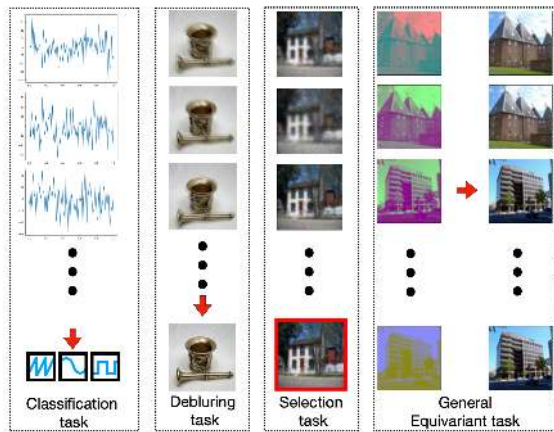 Classification
task
Debluring
task
Selection
task
General
Equivariant task